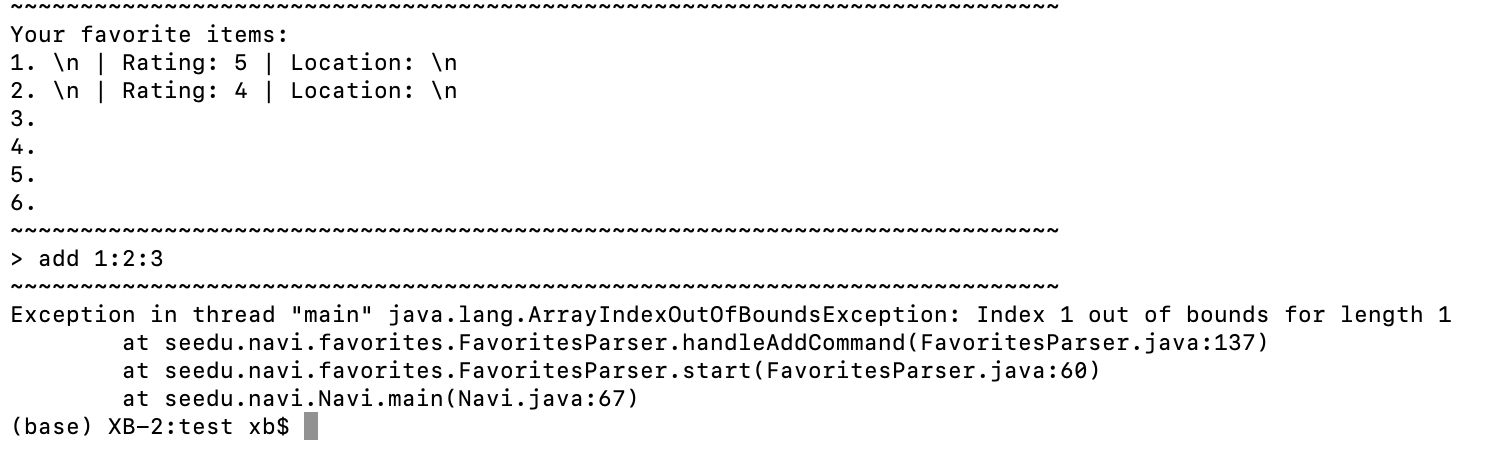 ~~~~~~~~~~~~~~~~~~~~~~~~~~~~~~~~~~~~~~~~~~~~~~~~~~~~~~~~~~~~~~~~~~~~~~~~~~~
Your favorite items:
1. \n | Rating: 5 | Location: \n
2. \n | Rating: 4 | Location: \n
3.
4.
5.
6.
~~~~~~~~~~~~~~~~~~~~~~~~~~~~~~~~~~~~~~~~~~~~~~~~~~~~~~~~~~~~~~~~~~~~~~~~~~~
> add 1:2:3
~~~~~~~~~~~~~~~~~~~~~~~~~~~~~~~~~~~~~~~~~~~~~~~~~~~~~~~~~~~~~~~~~~~~~~~~~~~
Exception in thread "main" java.lang.ArrayIndexOutOfBoundsException: Index 1 out of bounds for length 1
        at seedu.navi.favorites.FavoritesParser.handleAddCommand(FavoritesParser.java:137)
        at seedu.navi.favorites.FavoritesParser.start(FavoritesParser.java:60)
        at seedu.navi.Navi.main(Navi.java:67)
(base) XB-2:test xb$